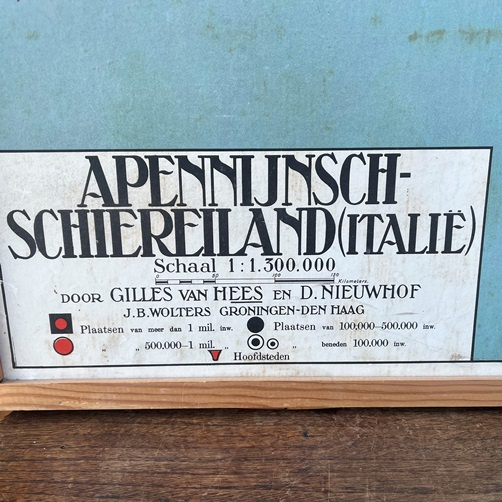 APENNIJNSCH-
SCHIEREILAND (ITALIË)
Schaal 1:1.300.000
0 50 100 150 Kilometers.
DOOR GILLES VAN HEES EN D. NIEUWHOF
J.B. WOLTERS GRONINGEN-DEN HAAG
Plaatsen van meer dan 1 mil. inw. Plaatsen van 100,000-500.000 inw.
„ „ 500.000-1 mil. „ „ beneden 100.000 inw.
Hoofdsteden